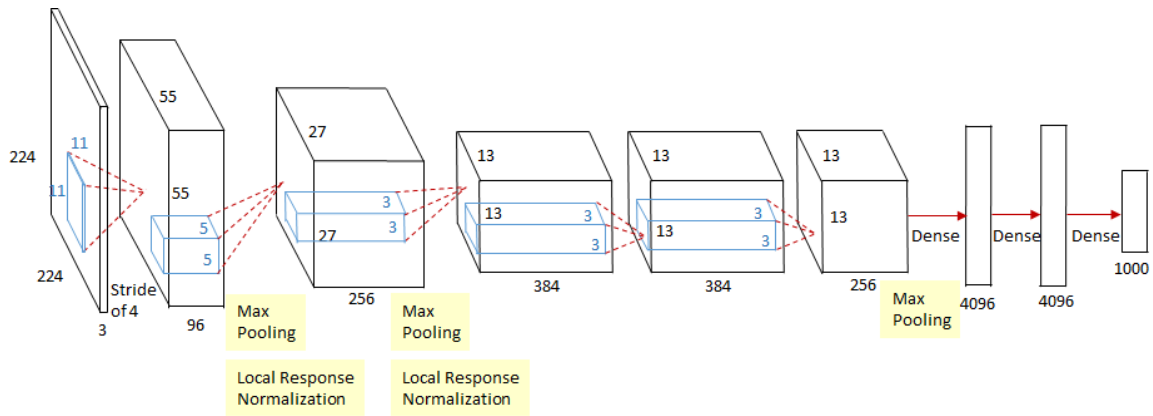 224
11
11
224
3
Stride
of 4
55
55
5
5
96
Max
Pooling
Local Response
Normalization
27
3
3
27
256
Max
Pooling
Local Response
Normalization
13
3
13
3
384
13
3
13
3
384
13
13
256
Dense
Max
Pooling
4096
Dense
4096
Dense
1000